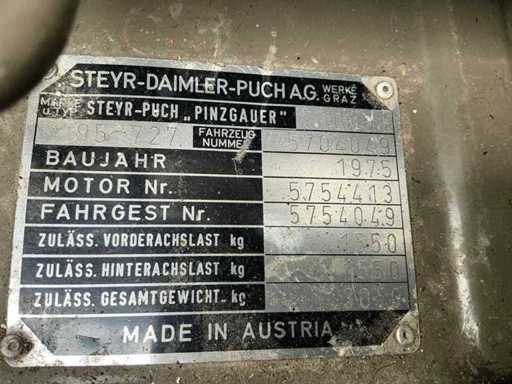 STEYR-DAIMLER-PUCH A.G. WERKE GRAZ
MARKE U. TYPE STEYR-PUCH „PINZGAUER"
FAHRZEUG NUMMER 5704049
BAUJAHR 1975
MOTOR Nr. 5754413
FAHRGEST Nr. 5754049
ZULÄSS. VORDERACHSLAST kg
ZULÄSS. HINTERACHSLAST kg
ZULÄSS. GESAMTGEWICHT kg
MADE IN AUSTRIA